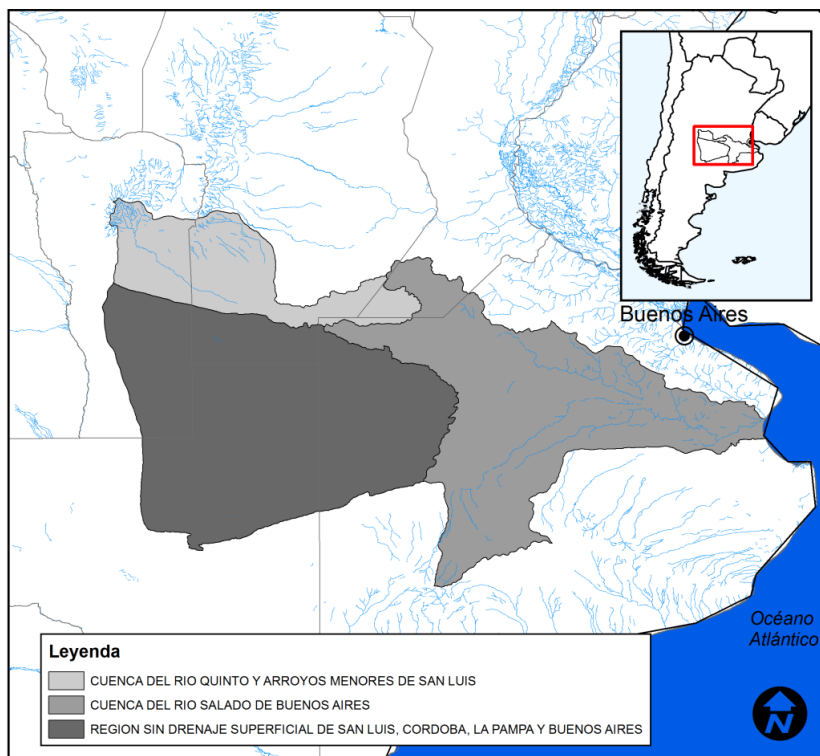 Buenos Aires
Océano
Atlántico
Leyenda
CUENCA DEL RIO QUINTO Y ARROYOS MENORES DE SAN LUIS
CUENCA DEL RIO SALADO DE BUENOS AIRES
REGION SIN DRENAJE SUPERFICIAL DE SAN LUIS, CORDOBA, LA PAMPA Y BUENOS AIRES
N